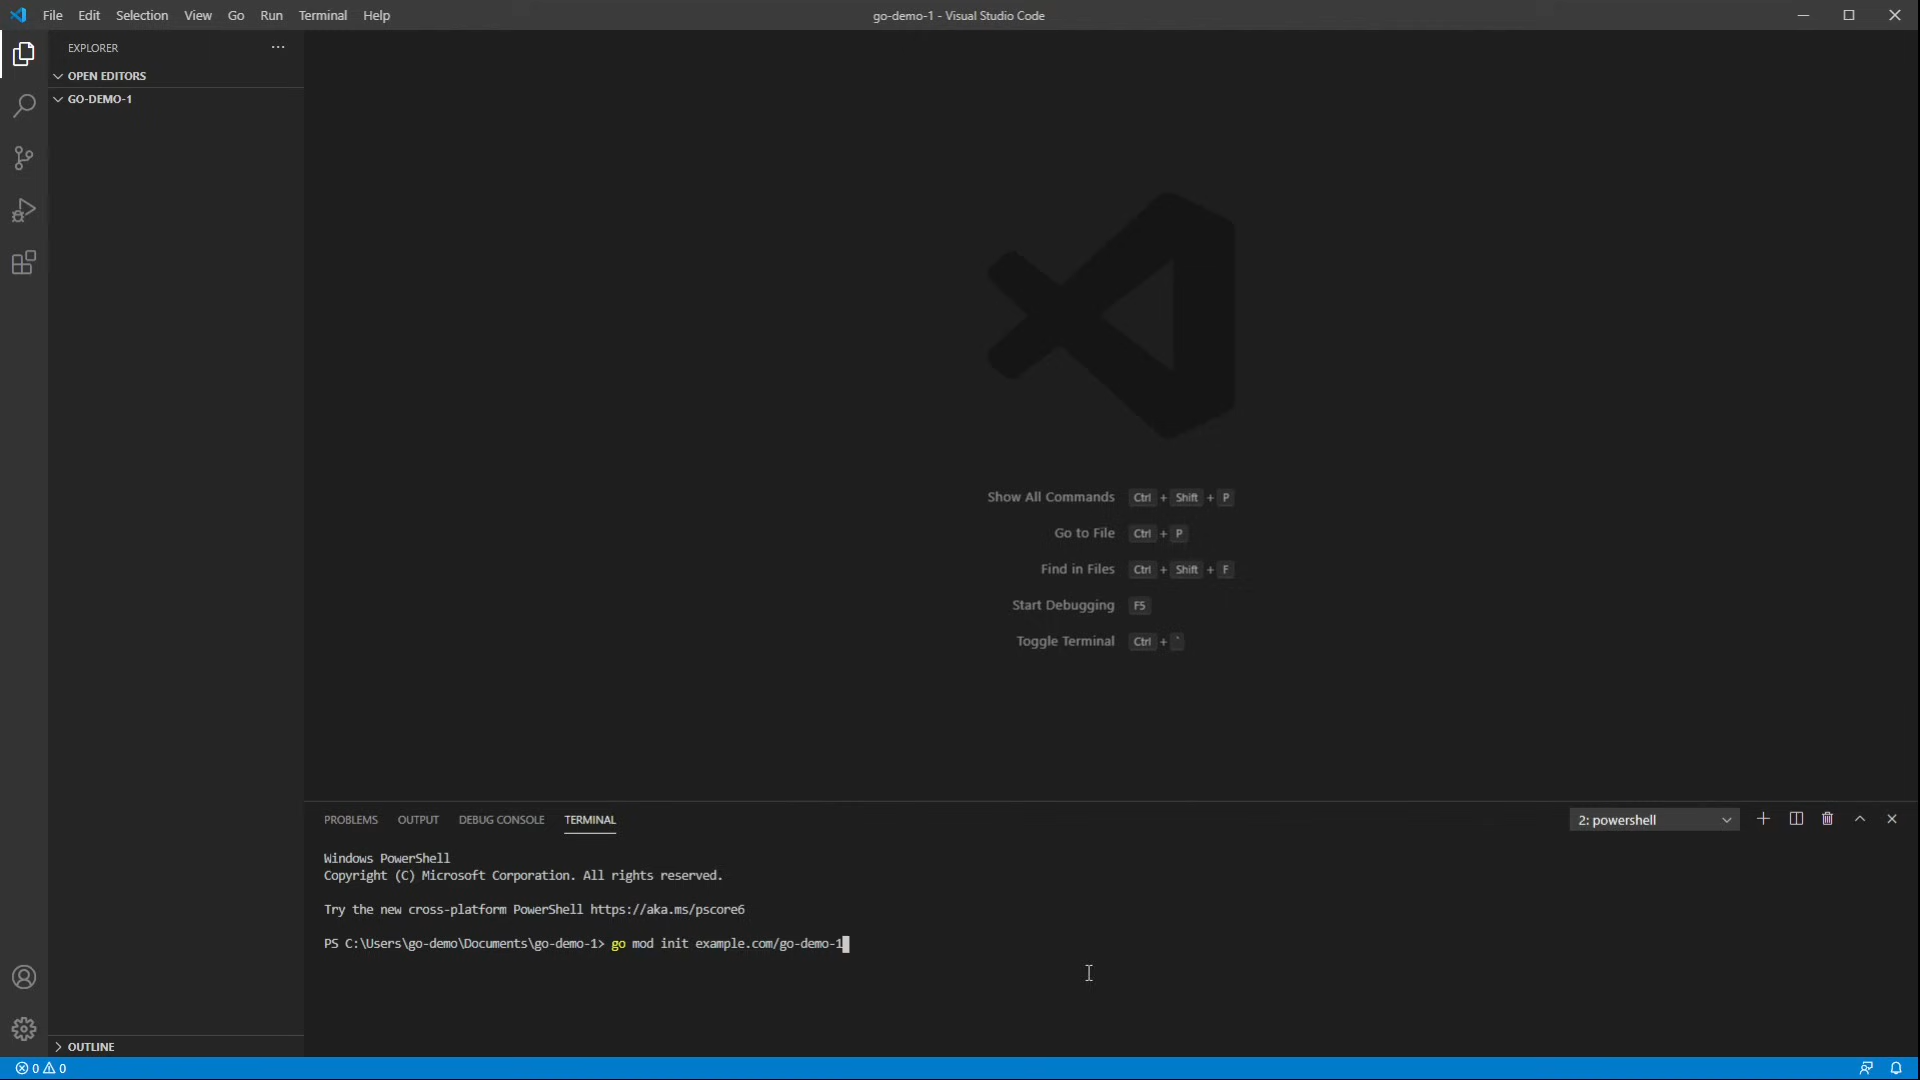 File Edit Selection View Go Run Terminal Help
go-demo-1 - Visual Studio Code
EXPLORER
OPEN EDITORS
GO-DEMO-1
Show All Commands Ctrl + Shift + P
Go to File Ctrl + P
Find in Files Ctrl + Shift + F
Start Debugging F5
Toggle Terminal Ctrl + `
PROBLEMS OUTPUT DEBUG CONSOLE TERMINAL
2: powershell
Windows PowerShell
Copyright (C) Microsoft Corporation. All rights reserved.
Try the new cross-platform PowerShell https://aka.ms/pscore6
PS C:\Users\go-demo\Documents\go-demo-1> go mod init example.com/go-demo-1
OUTLINE
0 0